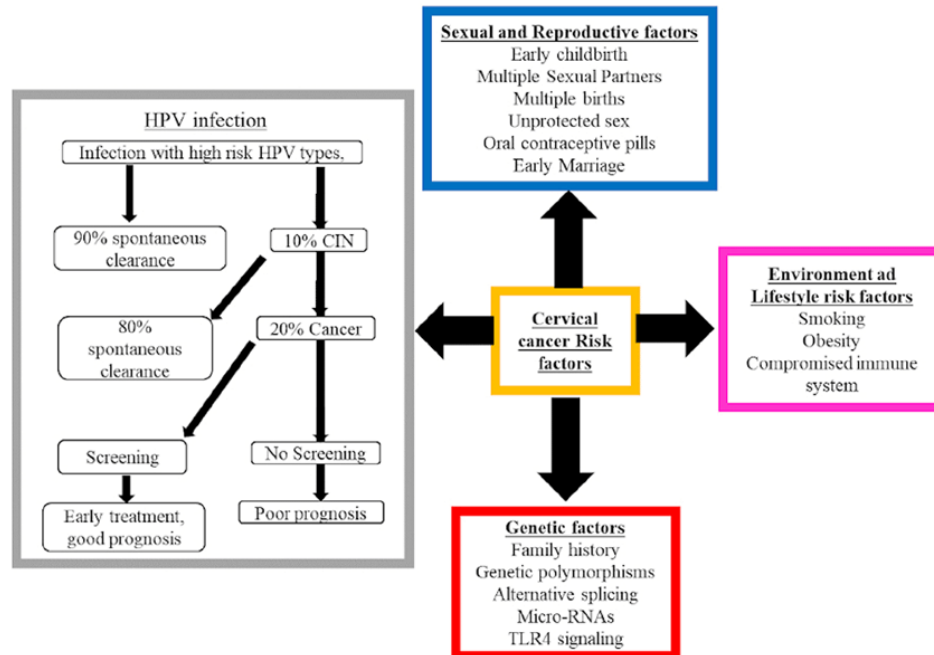 Sexual and Reproductive factors
Early childbirth
Multiple Sexual Partners
Multiple births
Unprotected sex
Oral contraceptive pills
Early Marriage
HPV infection
Infection with high risk HPV types,
90% spontaneous
clearance
10% CIN
80%
spontaneous
clearance
20% Cancer
Screening
No Screening
Early treatment,
good prognosis
Poor prognosis
Cervical
cancer Risk
factors
Environment ad
Lifestyle risk factors
Smoking
Obesity
Compromised immune
system
Genetic factors
Family history
Genetic polymorphisms
Alternative splicing
Micro-RNAs
TLR4 signaling